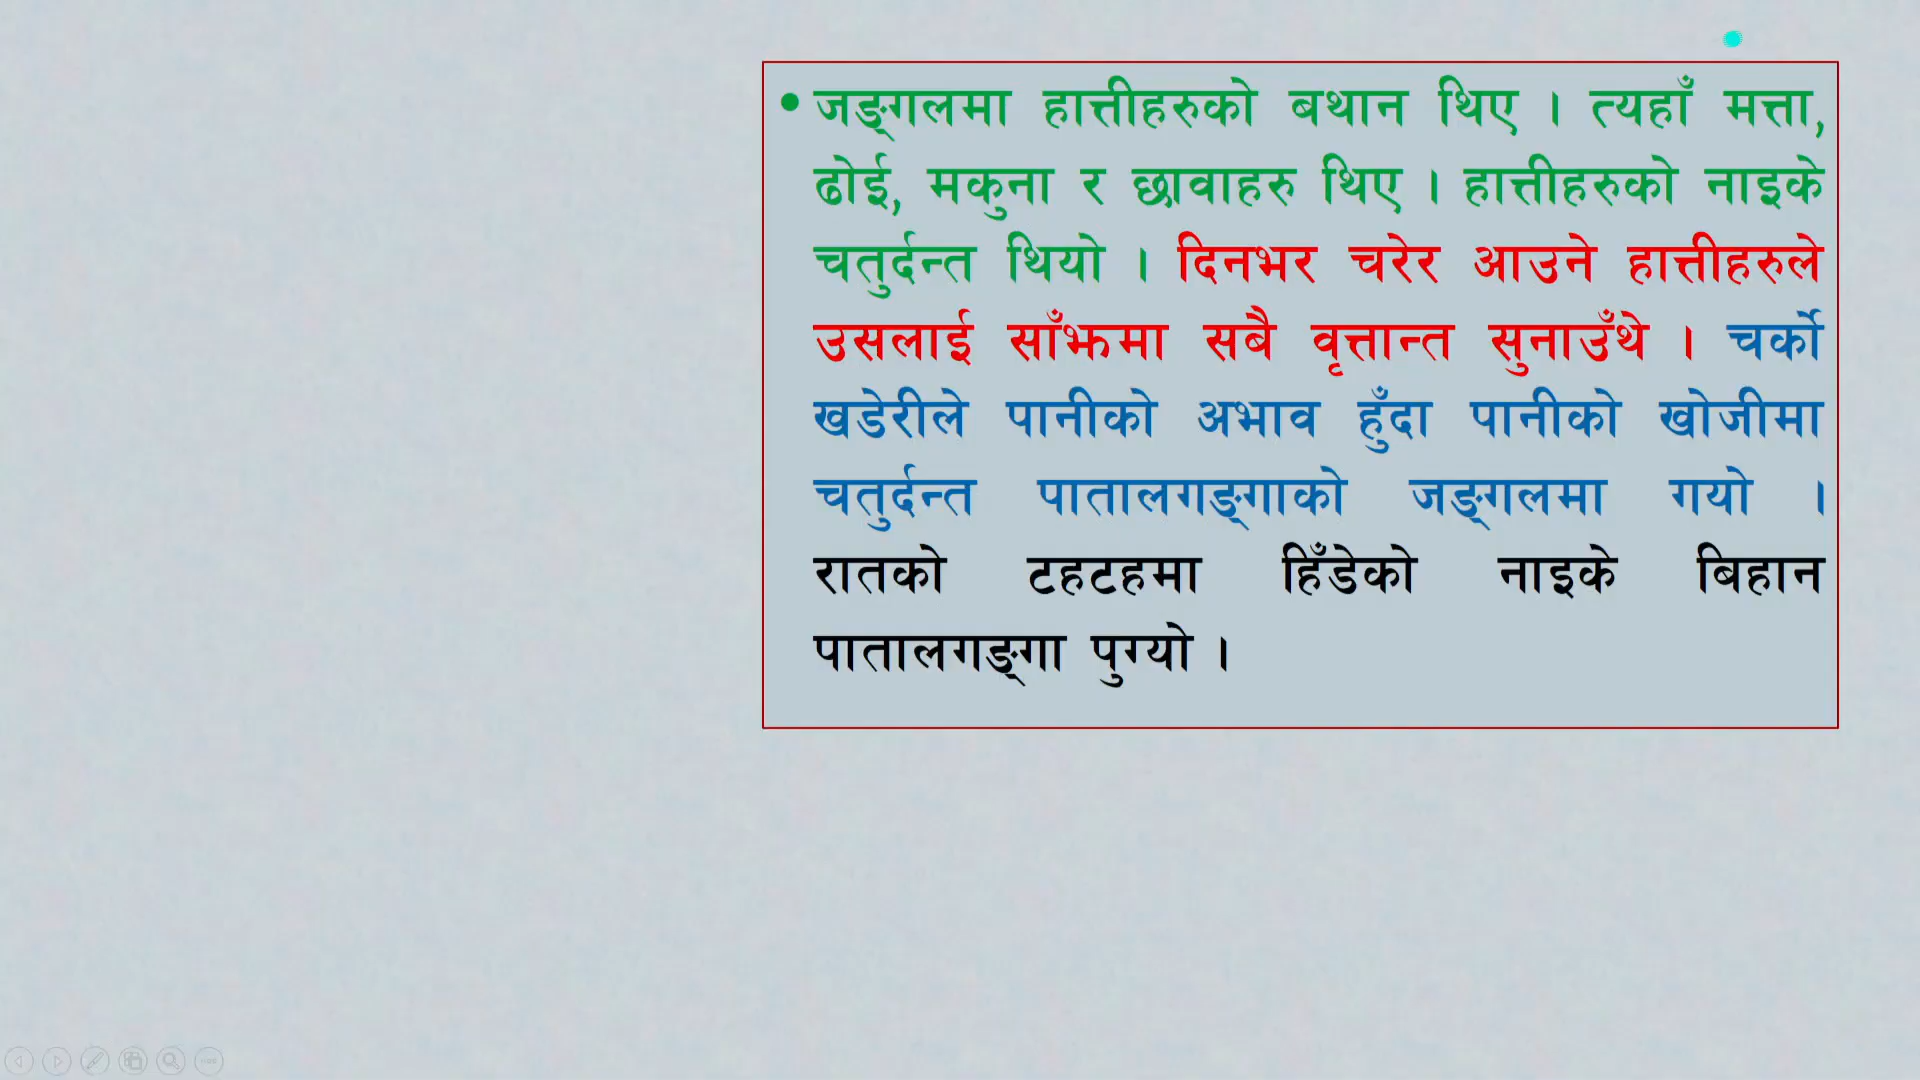 • जङ्गलमा हात्तीहरुको बथान थिए । त्यहाँ मत्ता,
ढोई, मकुना र छावाहरु थिए । हात्तीहरुको नाइके
चतुर्दन्त थियो । दिनभर चरेर आउने हात्तीहरुले
उसलाई साँझमा सबै वृत्तान्त सुनाउँथे । चर्को
खडेरीले पानीको अभाव हुँदा पानीको खोजीमा
चतुर्दन्त पातालगङ्गाको जङ्गलमा गयो ।
रातको टहटहमा हिँडेको नाइके बिहान
पातालगङ्गा पुग्यो ।